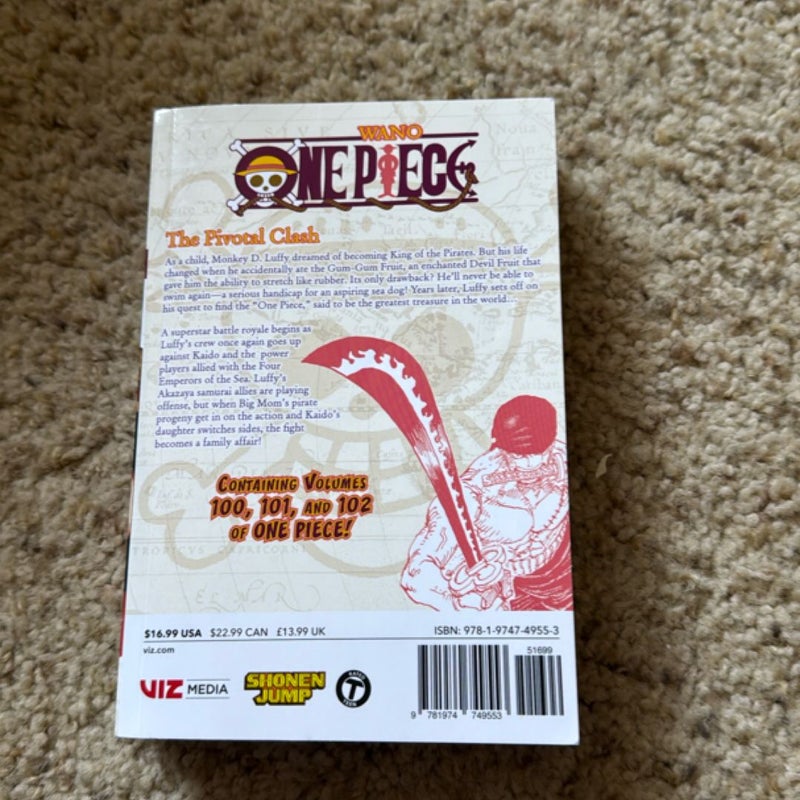 WANO
ONE PIECE
The Pivotal Clash
As a child, Monkey D. Luffy dreamed of becoming King of the Pirates. But his life
changed when he accidentally ate the Gum-Gum Fruit, an enchanted Devil Fruit that
gave him the ability to stretch like rubber. Its only drawback? He'll never be able to
swim again—a serious handicap for an aspiring sea dog! Years later, Luffy sets off on
his quest to find the "One Piece," said to be the greatest treasure in the world...
A superstar battle royale begins as
Luffy's crew once again goes up
against Kaido and the power
players allied with the Four
Emperors of the Sea. Luffy's
Akazaya samurai allies are playing
offense, but when Big Mom's pirate
progeny get in on the action and Kaido's
daughter switches sides, the fight
becomes a family affair!
CONTAINING VOLUMES
100, 101, AND 102
OF ONE PIECE!
TROPICVS CAPRICORNI
EL NAR
$16.99 USA $22.99 CAN £13.99 UK
ISBN: 978-1-9747-4955-3
viz.com
51699
VIZ MEDIA
SHONEN
JUMP
RATED
T
TEEN
9 781974 749553